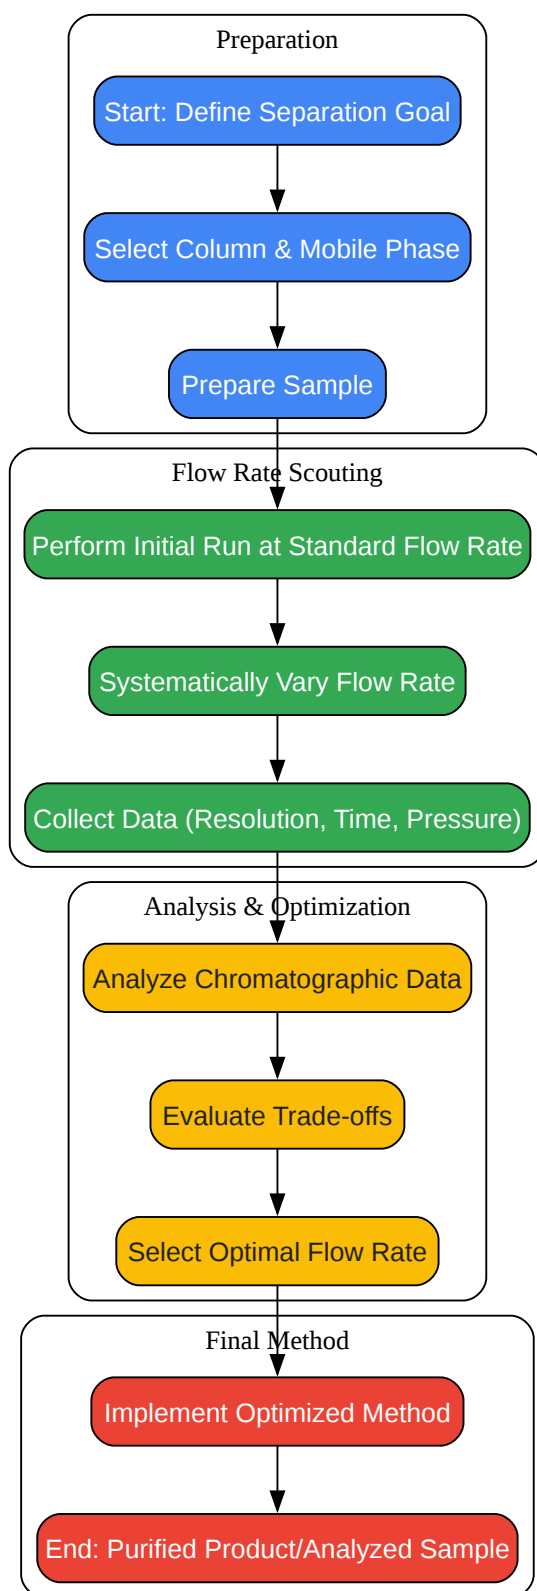 Preparation
Start: Define Separation Goal
Select Column & Mobile Phase
Prepare Sample
Flow Rate Scouting
Perform Initial Run at Standard Flow Rate
Systematically Vary Flow Rate
Collect Data (Resolution, Time, Pressure)
Analysis & Optimization
Analyze Chromatographic Data
Evaluate Trade-offs
Select Optimal Flow Rate
Final Method
Implement Optimized Method
End: Purified Product/Analyzed Sample